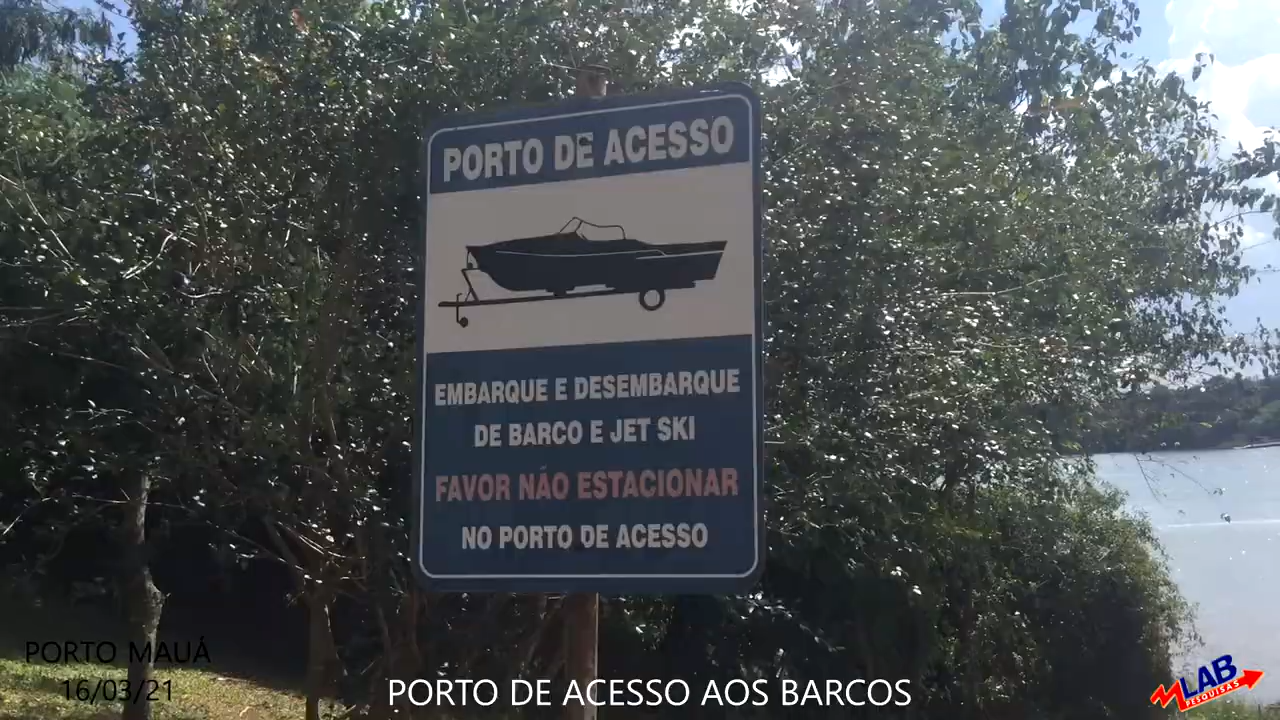 PORTO DE ACESSO
EMBARQUE E DESEMBARQUE
DE BARCO E JET SKI
FAVOR NÃO ESTACIONAR
NO PORTO DE ACESSO
PORTO MAUÁ
16/03/21
PORTO DE ACESSO AOS BARCOS
LAB
PESQUISAS